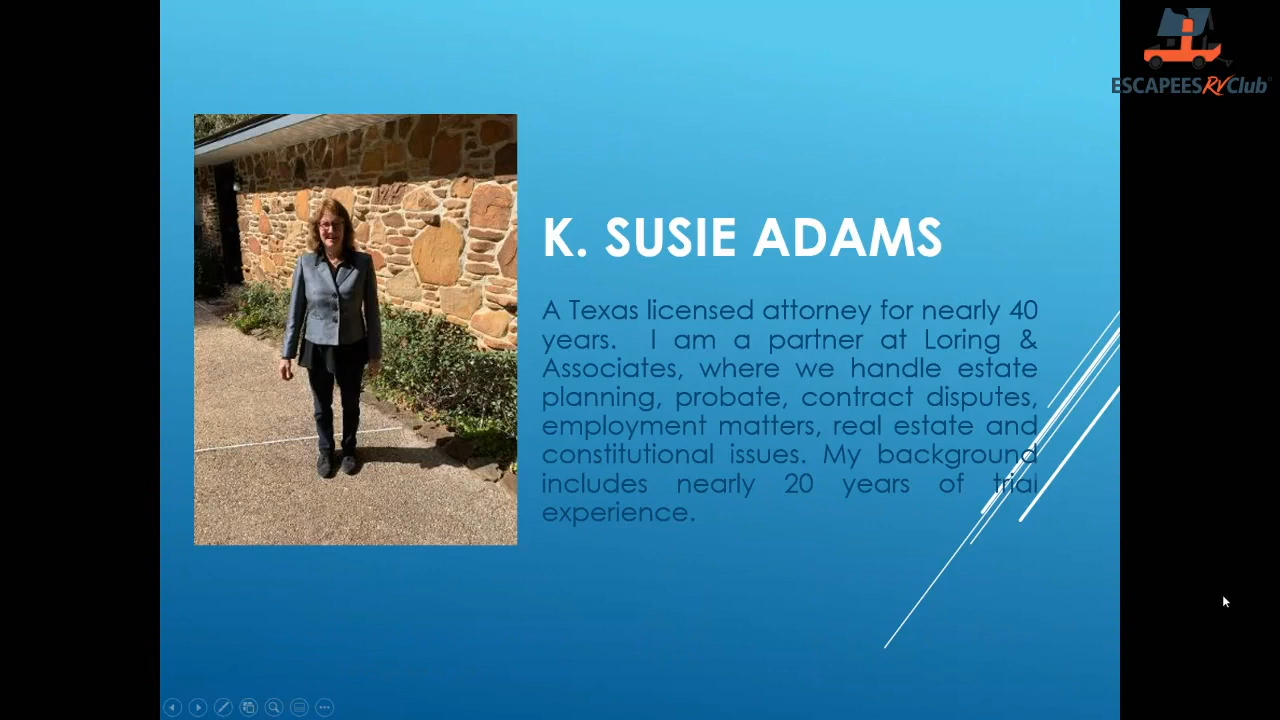 ESCAPEES RV Club
K. SUSIE ADAMS
A Texas licensed attorney for nearly 40
years. I am a partner at Loring &
Associates, where we handle estate
planning, probate, contract disputes,
employment matters, real estate and
constitutional issues. My background
includes nearly 20 years of trial
experience.